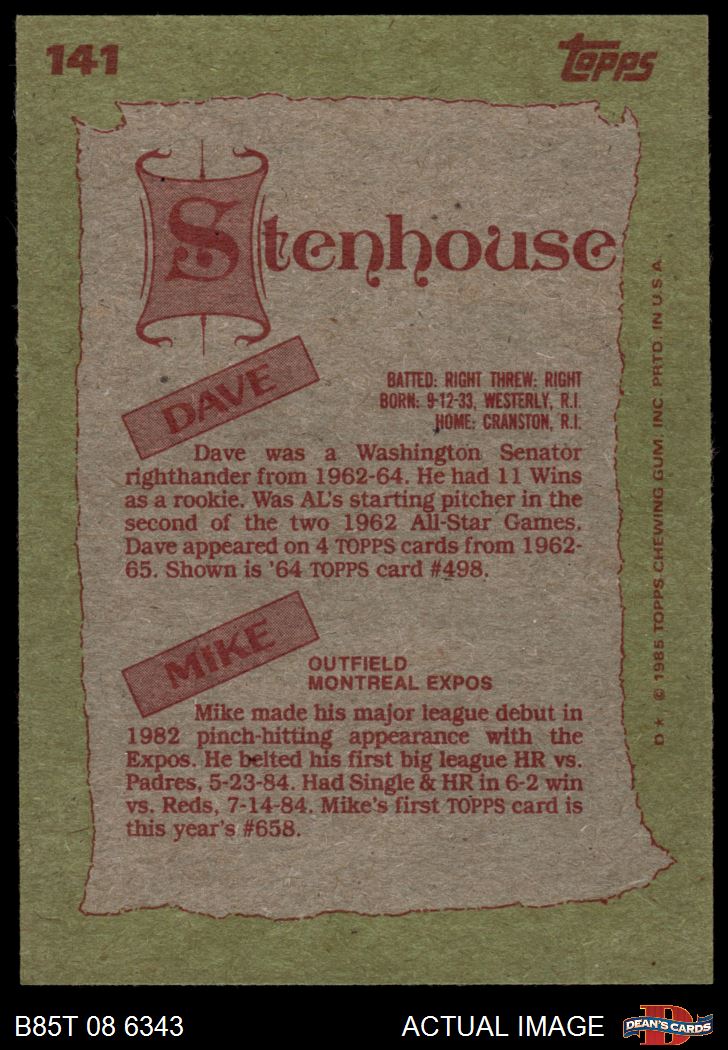 141
TOPPS
Stenhouse
DAVE
BATTED: RIGHT THREW: RIGHT
BORN: 9-12-33, WESTERLY, R.I.
HOME: CRANSTON, R.I.
Dave was a Washington Senator
righthander from 1962-64. He had 11 Wins
as a rookie. Was AL's starting pitcher in the
second of the two 1962 All-Star Games.
Dave appeared on 4 TOPPS cards from 1962-
65. Shown is '64 TOPPS card #498.
MIKE
OUTFIELD
MONTREAL EXPOS
Mike made his major league debut in
1982 pinch-hitting appearance with the
Expos. He belted his first big league HR vs.
Padres, 5-23-84. Had Single & HR in 6-2 win
vs. Reds, 7-14-84. Mike's first TOPPS card is
this year's #658.
D* © 1985 TOPPS CHEWING GUM. INC. PRTD. IN U.S.A.
B85T 08 6343
ACTUAL IMAGE
D
DEAN'S CARDS